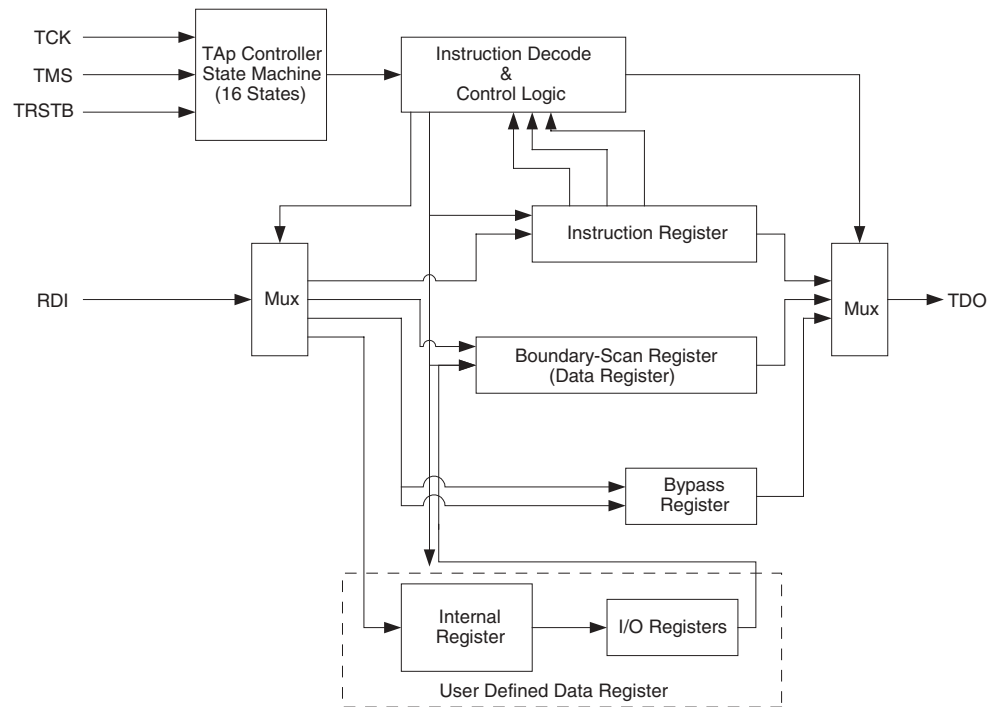 TCK
TMS
TRSTB
TAp Controller
State Machine
(16 States)
Instruction Decode
&
Control Logic
Instruction Register
RDI
Mux
Mux
TDO
Boundary-Scan Register
(Data Register)
Bypass
Register
Internal
Register
I/O Registers
User Defined Data Register